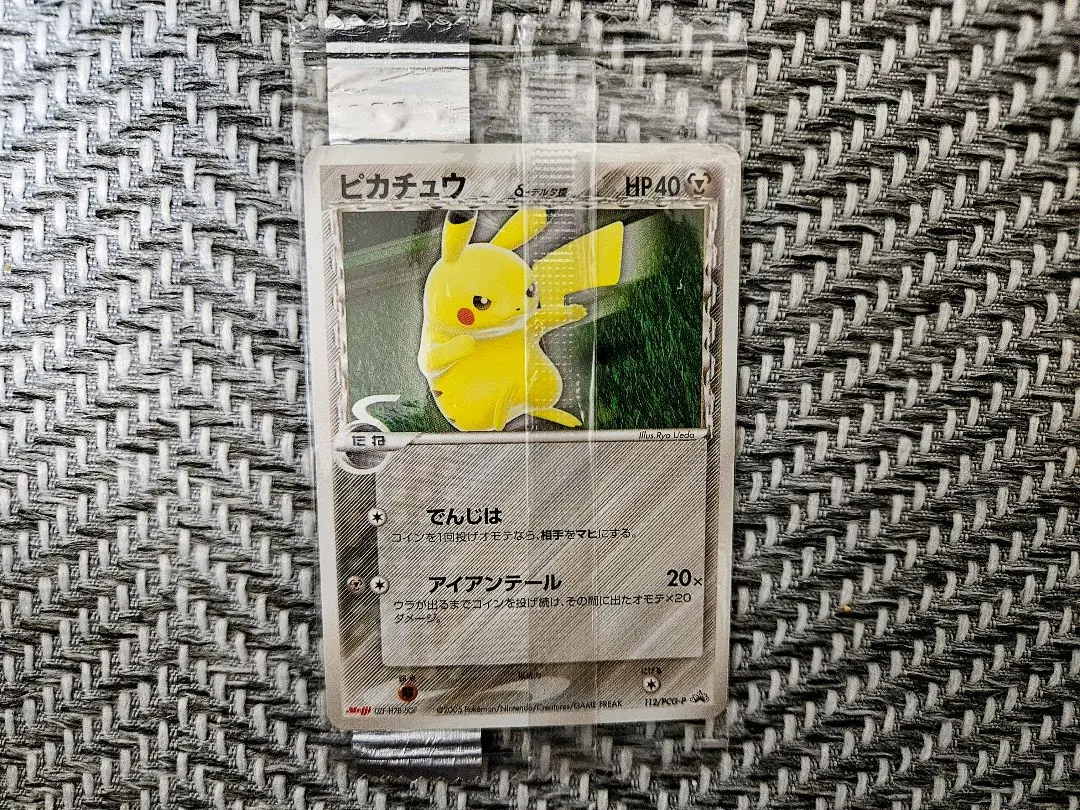 ピカチュウ δ-デルタ種 HP40
たね
Illus.Ryo Ueda
でんじは
コインを1回投げオモテなら、相手をマヒにする。
アイアンテール 20×
ウラが出るまでコインを投げ続け、その間に出たオモテ×20
ダメージ。
にげる
Meiji
©2005 Pokémon/Nintendo/Creatures/GAME FREAK
112/PCG-P